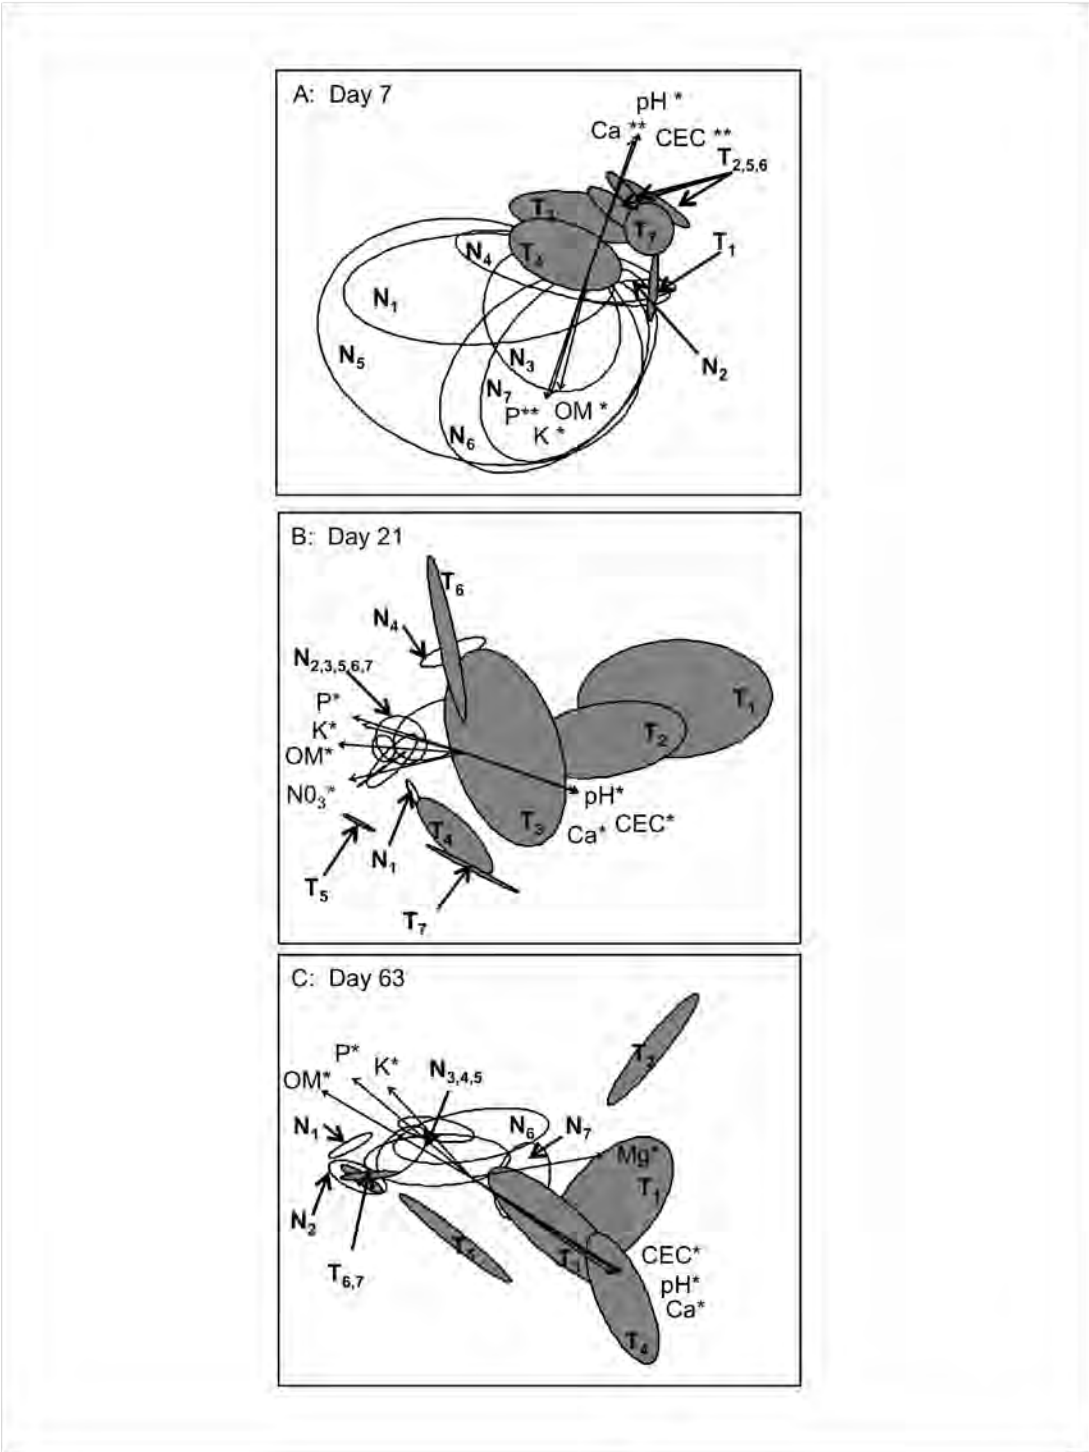 A: Day 7
pH *
Ca ** CEC **
T2,5,6
T3
T7
T1
N4
T4
N1
N5
N3
N2
N7
P** OM *
K *
N6
B: Day 21
T6
N4
N2,3,5,6,7
P*
T1
K*
T2
OM*
N03*
pH*
T3
Ca* CEC*
T4
N1
T5
T7
C: Day 63
T2
P* K* N3,4,5
OM*
N1
N6 N7
Mg*
T1
N2
CEC*
T3
T6,7
pH*
Ca*
T4